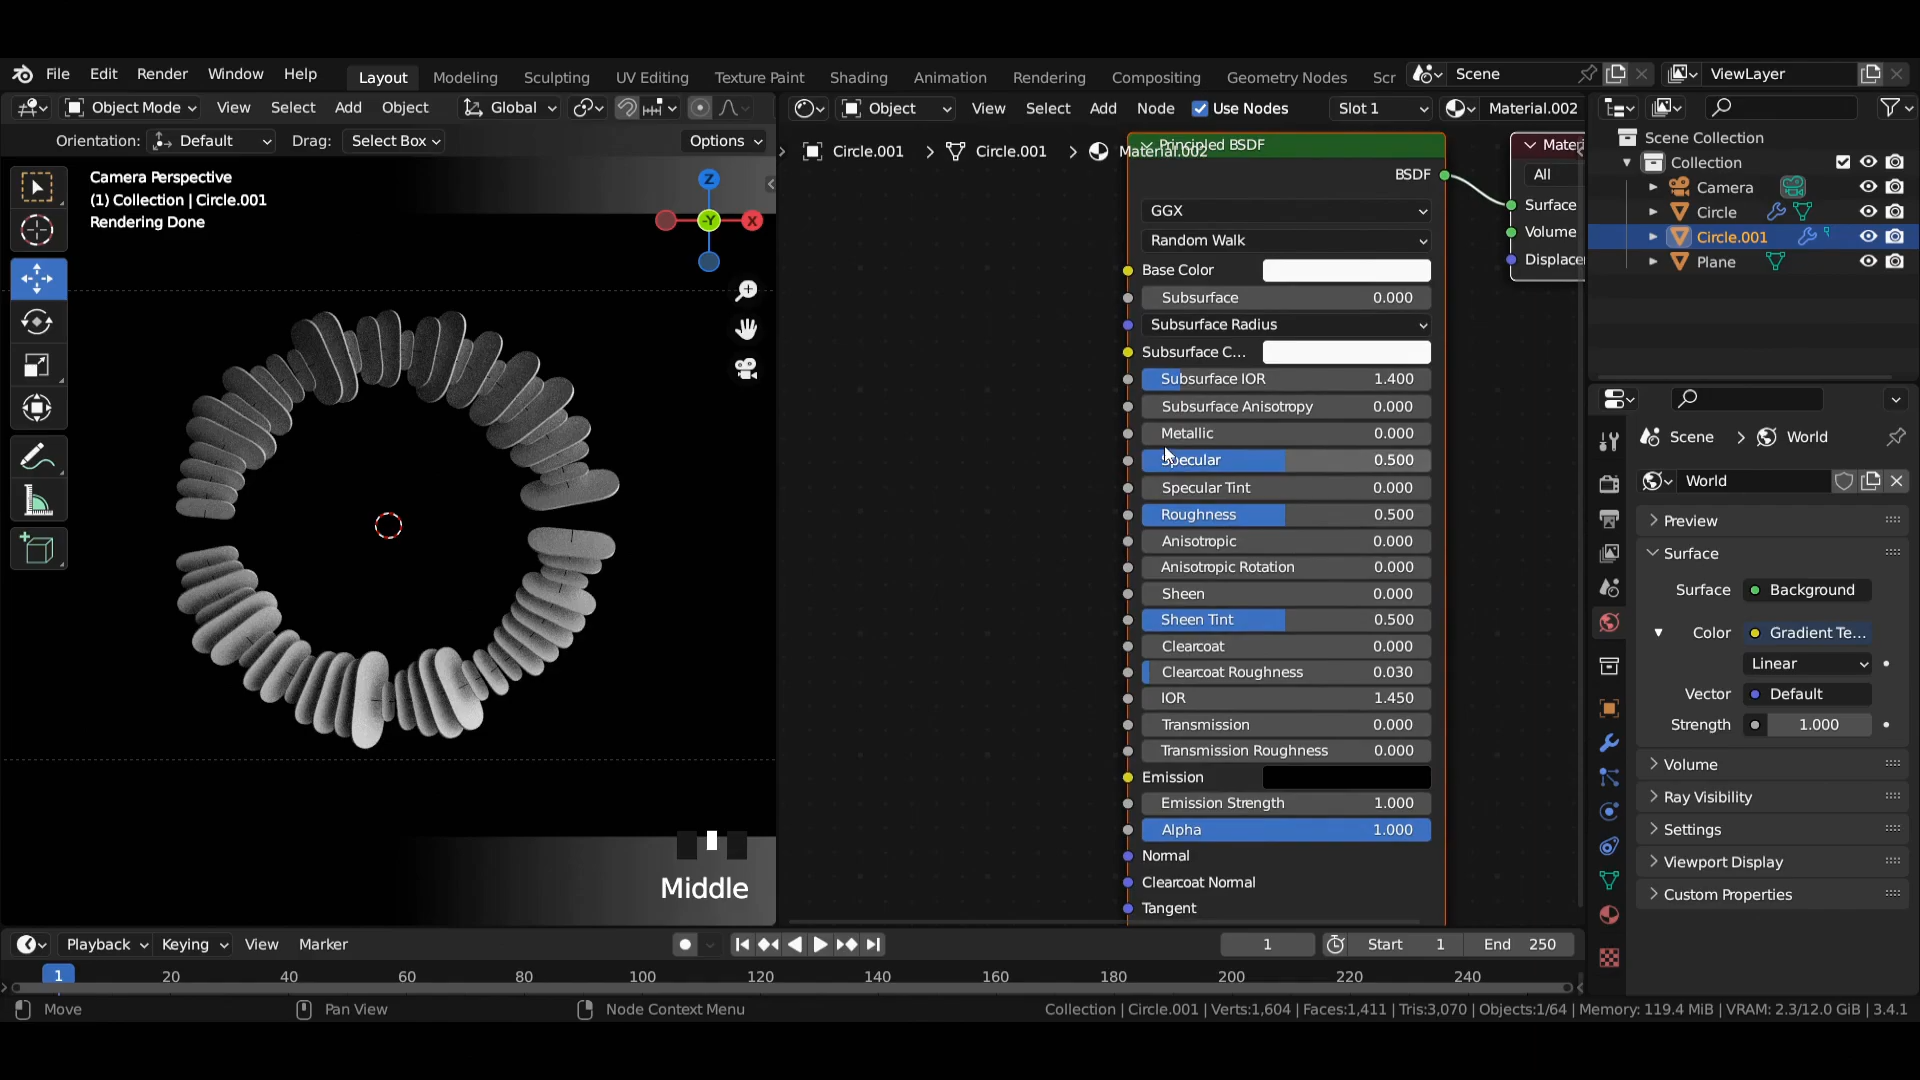 File Edit Render Window Help Layout Modeling Sculpting UV Editing Texture Paint Shading Animation Rendering Compositing Geometry Nodes Scr Scene ViewLayer
Object Mode View Select Add Object Global Object View Select Add Node Use Nodes Slot 1 Material.002
Orientation: Default Drag: Select Box Options
Circle.001 Circle.001 Material.002
Camera Perspective
(1) Collection | Circle.001
Rendering Done
Z
-Y
X
Principled BSDF
BSDF
GGX
Random Walk
Base Color
Subsurface 0.000
Subsurface Radius
Subsurface C...
Subsurface IOR 1.400
Subsurface Anisotropy 0.000
Metallic 0.000
Specular 0.500
Specular Tint 0.000
Roughness 0.500
Anisotropic 0.000
Anisotropic Rotation 0.000
Sheen 0.000
Sheen Tint 0.500
Clearcoat 0.000
Clearcoat Roughness 0.030
IOR 1.450
Transmission 0.000
Transmission Roughness 0.000
Emission
Emission Strength 1.000
Alpha 1.000
Normal
Clearcoat Normal
Tangent
Materi
All
Surface
Volume
Displacer
Scene Collection
Collection
Camera
Circle
Circle.001
Plane
Scene World
World
Preview
Surface
Surface Background
Color Gradient Te...
Linear
Vector Default
Strength 1.000
Volume
Ray Visibility
Settings
Viewport Display
Custom Properties
Middle
Playback Keying View Marker 1 Start 1 End 250
1 20 40 60 80 100 120 140 160 180 200 220 240
Move Pan View Node Context Menu Collection | Circle.001 | Verts:1,604 | Faces:1,411 | Tris:3,070 | Objects:1/64 | Memory: 119.4 MiB | VRAM: 2.3/12.0 GiB | 3.4.1